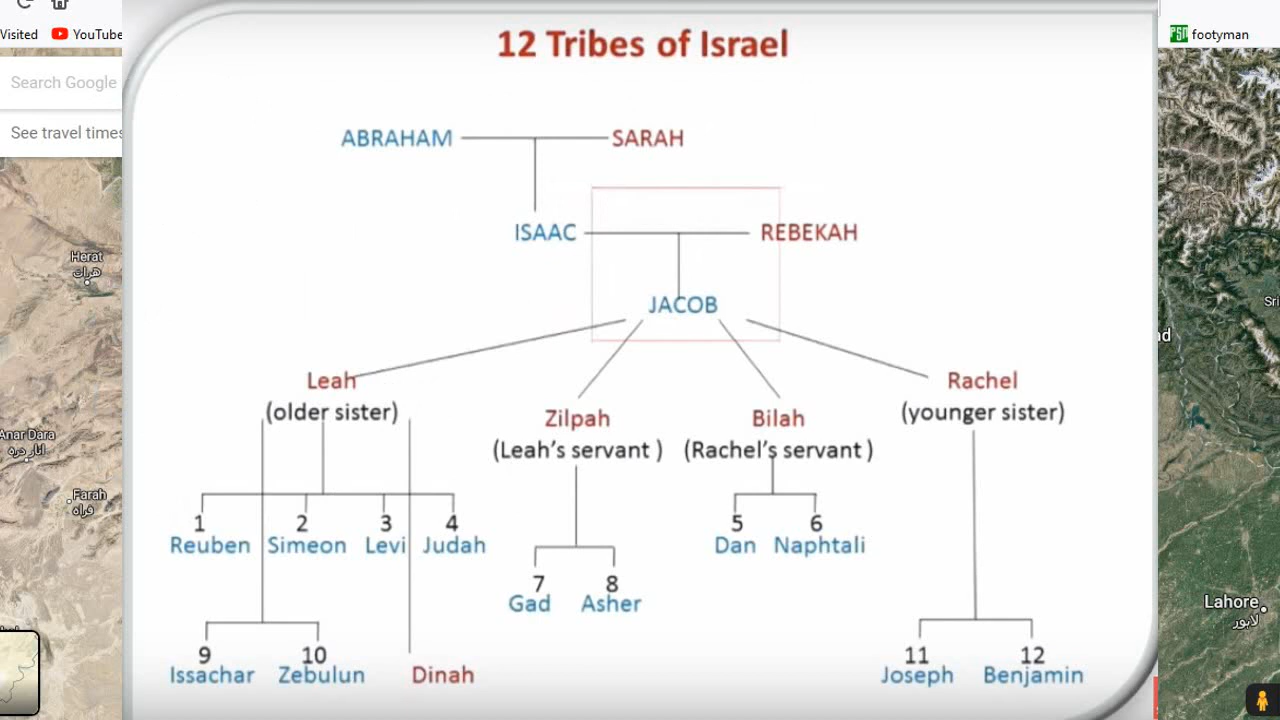 Visited
YouTube
footyman
Search Google
See travel times
12 Tribes of Israel
ABRAHAM
SARAH
ISAAC
REBEKAH
JACOB
Leah
(older sister)
Zilpah
(Leah's servant )
Bilah
(Rachel's servant )
Rachel
(younger sister)
1
2
3
4
Reuben
Simeon
Levi
Judah
5
6
Dan
Naphtali
7
8
Gad
Asher
9
10
Issachar
Zebulun
Dinah
11
12
Joseph
Benjamin
Herat
هرات
Anar Dara
انار دره
Farah
فراه
Lahore
لاہور